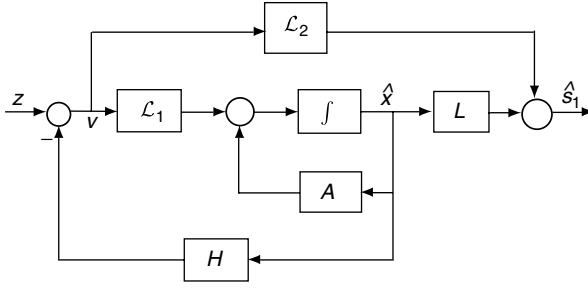 ℒ₂
z
v
ℒ₁
∫
x̂
L
ŝ₁
−
A
H